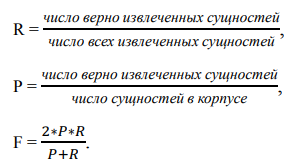 R = число верно извлеченных сущностей / число всех извлеченных сущностей,
P = число верно извлеченных сущностей / число сущностей в корпусе,
F = 2*P*R / P+R.